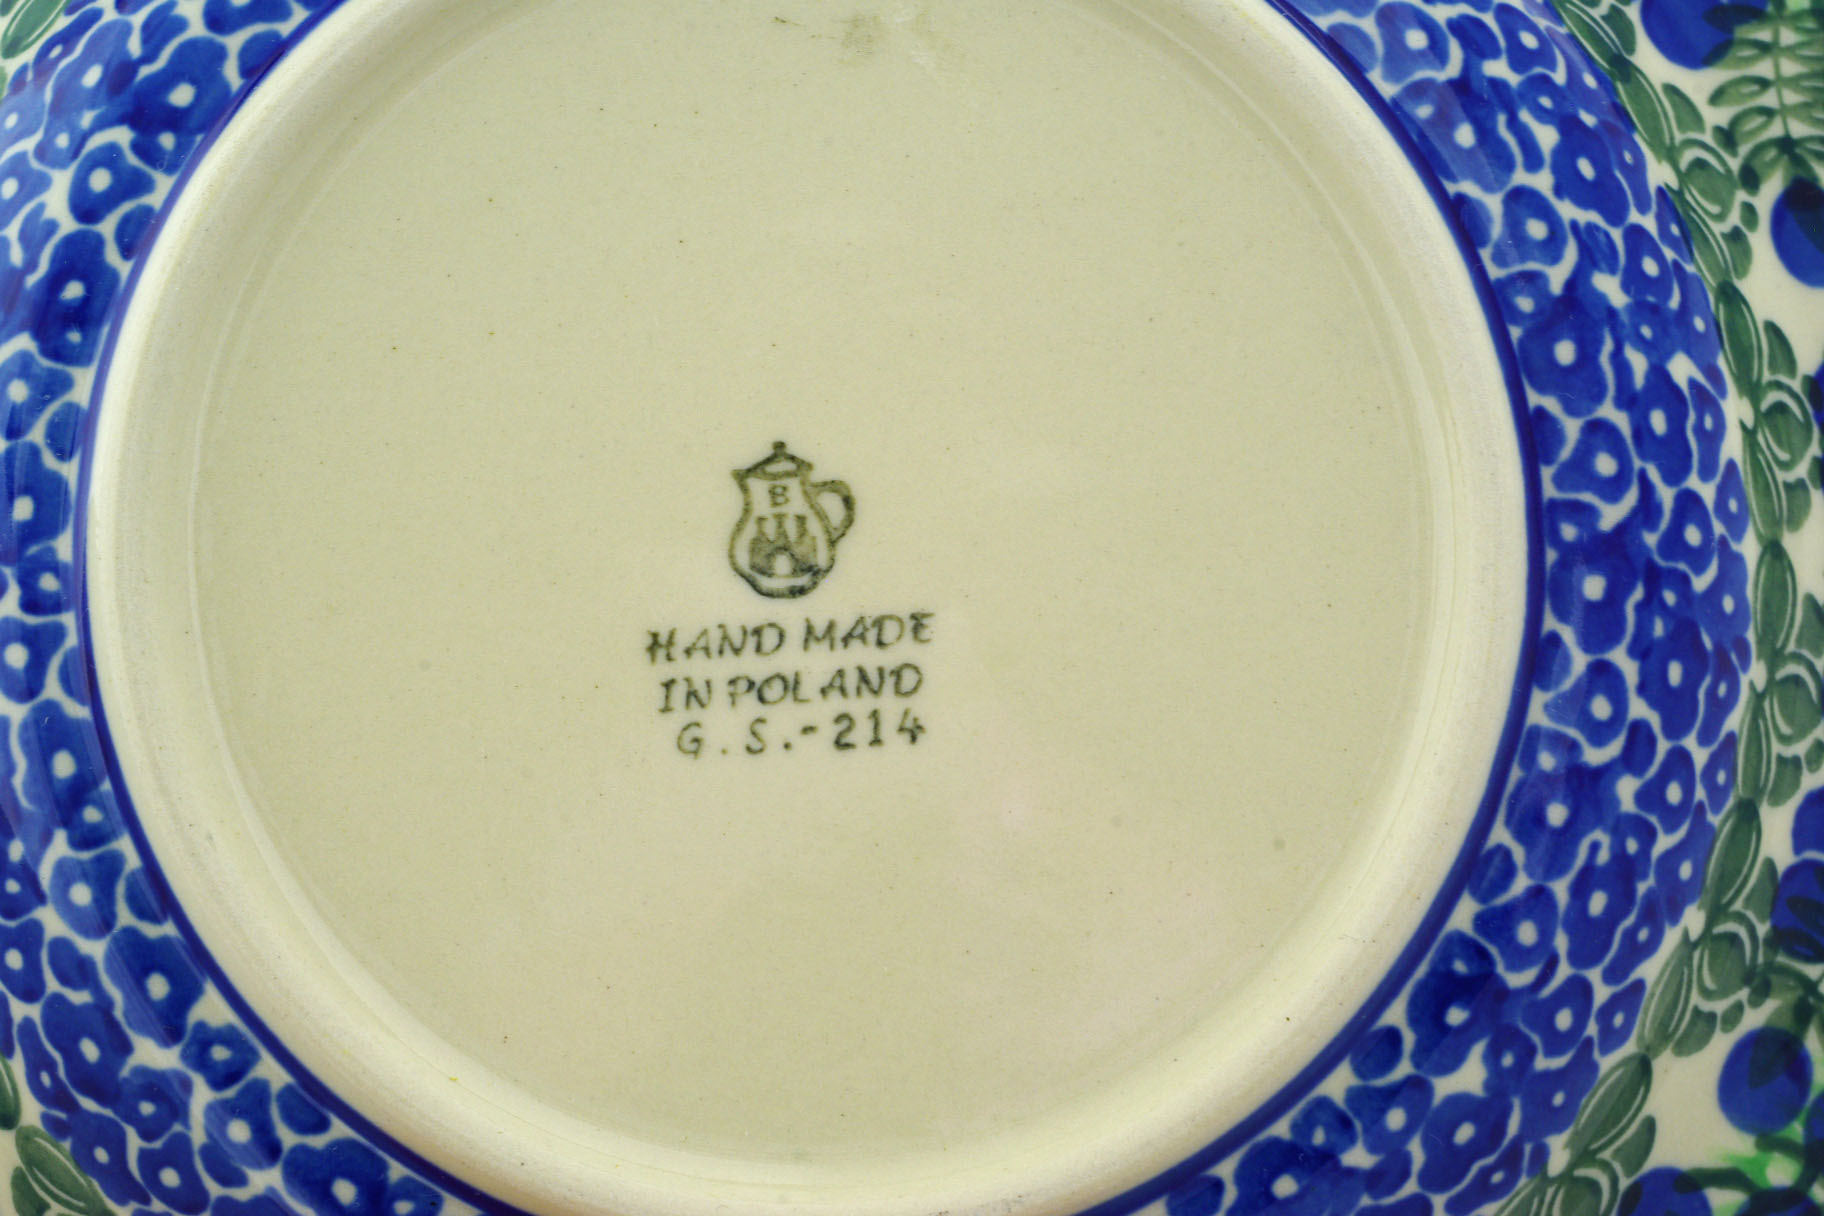 B
HAND MADE
IN POLAND
G.S.-214